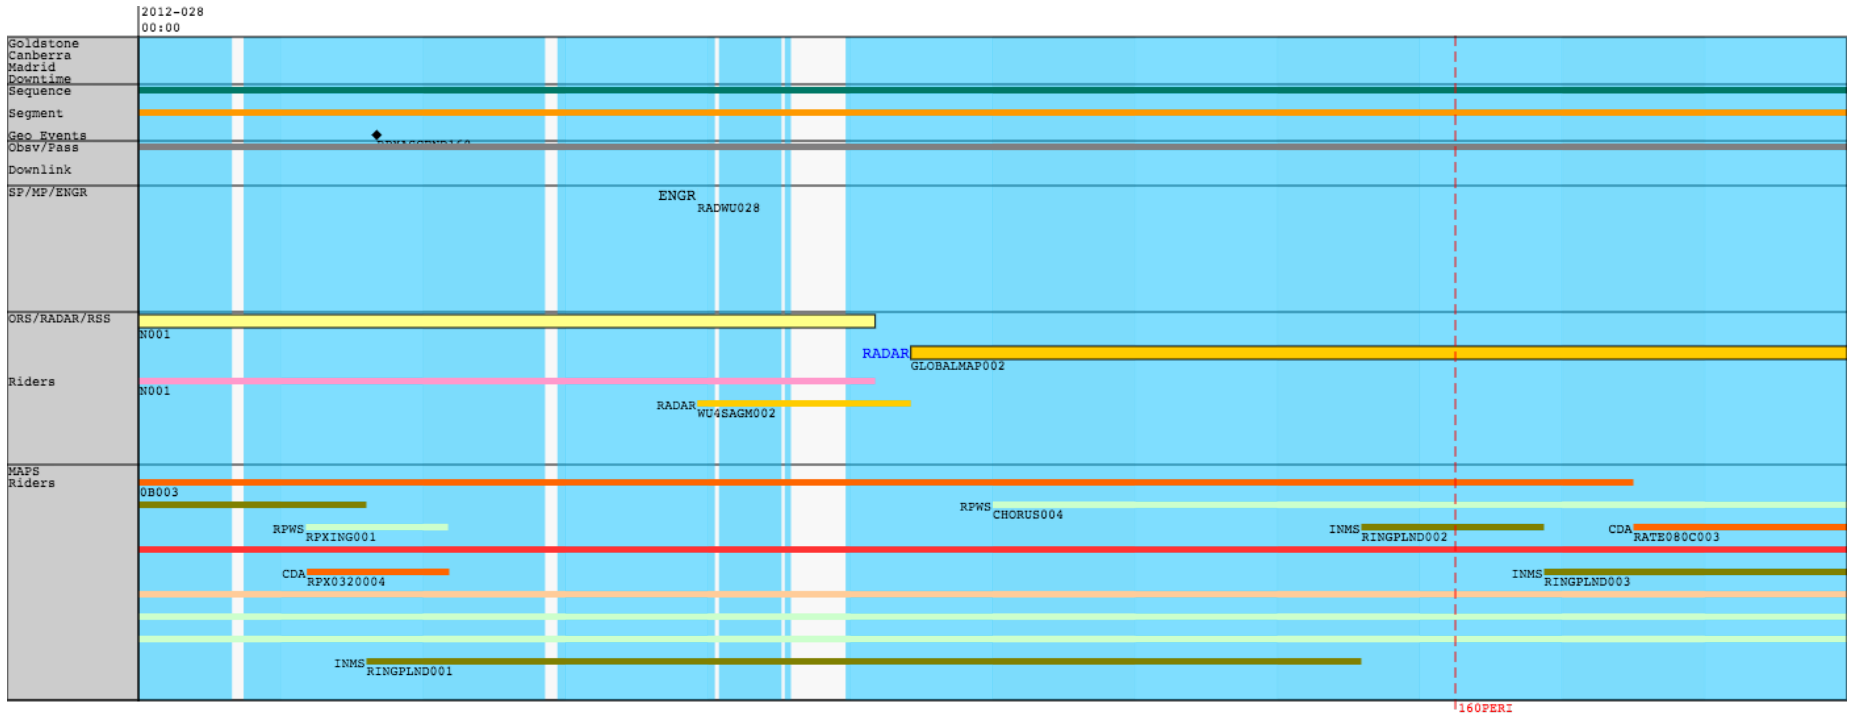 2012-028
00:00
Goldstone
Canberra
Madrid
Downtime
Sequence
Segment
Geo Events
Obsv/Pass
Downlink
SP/MP/ENGR
ENGR
RADWU028
ORS/RADAR/RSS
N001
RADAR
GLOBALMAP002
Riders
N001
RADAR
WU4SAGM002
MAPS
Riders
0B003
RPWS
CHORUS004
RPWS
RPXING001
INMS
RINGPLND002
CDA
RATE080C003
CDA
RPX0320004
INMS
RINGPLND003
INMS
RINGPLND001
160PERI